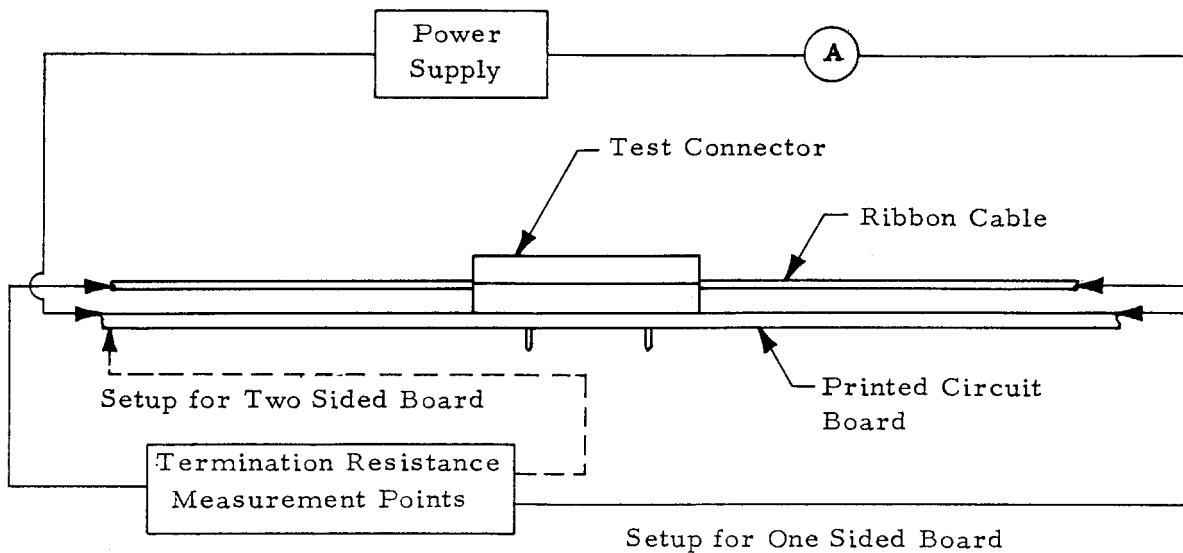 Power
Supply
A
Test Connector
Ribbon Cable
Printed Circuit
Board
Setup for Two Sided Board
Termination Resistance
Measurement Points
Setup for One Sided Board